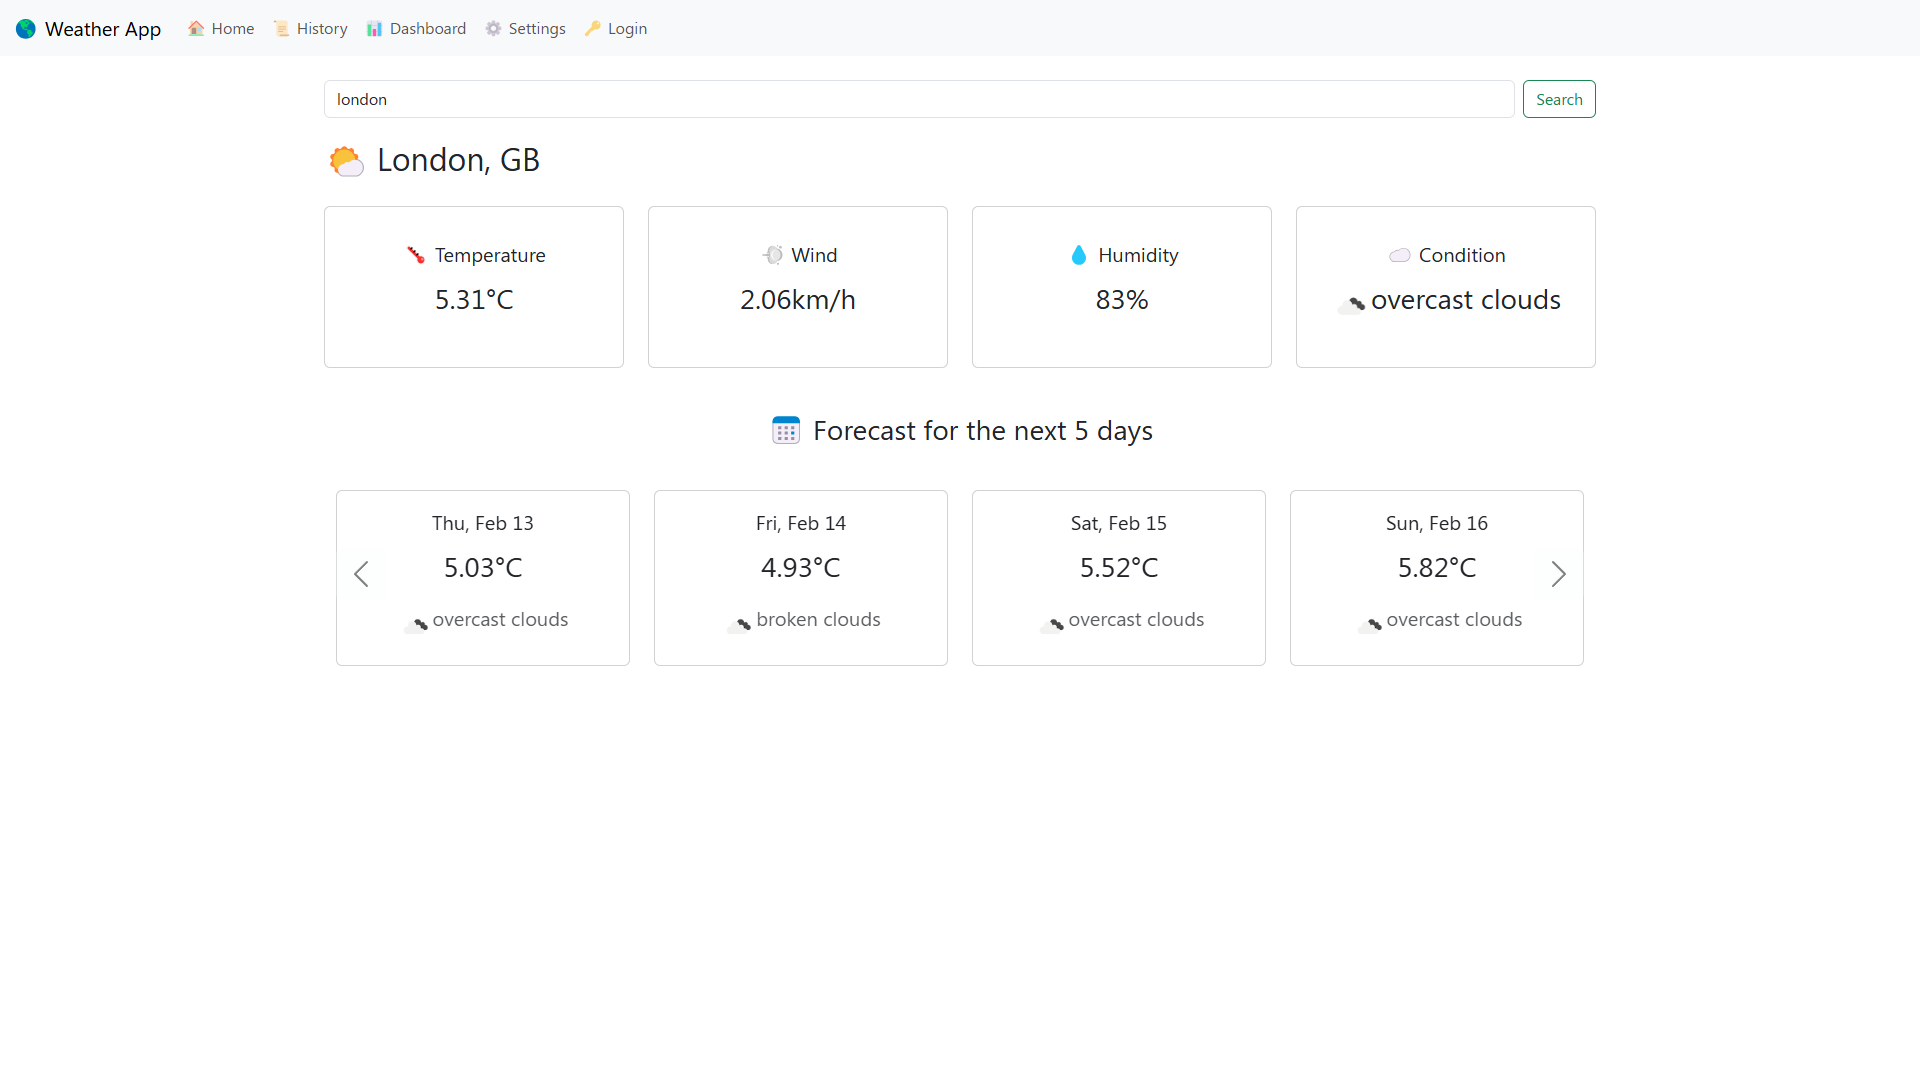 Weather App Home History Dashboard Settings Login
london Search
London, GB
Temperature Wind Humidity Condition
5.31°C 2.06km/h 83% overcast clouds
Forecast for the next 5 days
Thu, Feb 13 Fri, Feb 14 Sat, Feb 15 Sun, Feb 16
5.03°C 4.93°C 5.52°C 5.82°C
overcast clouds broken clouds overcast clouds overcast clouds